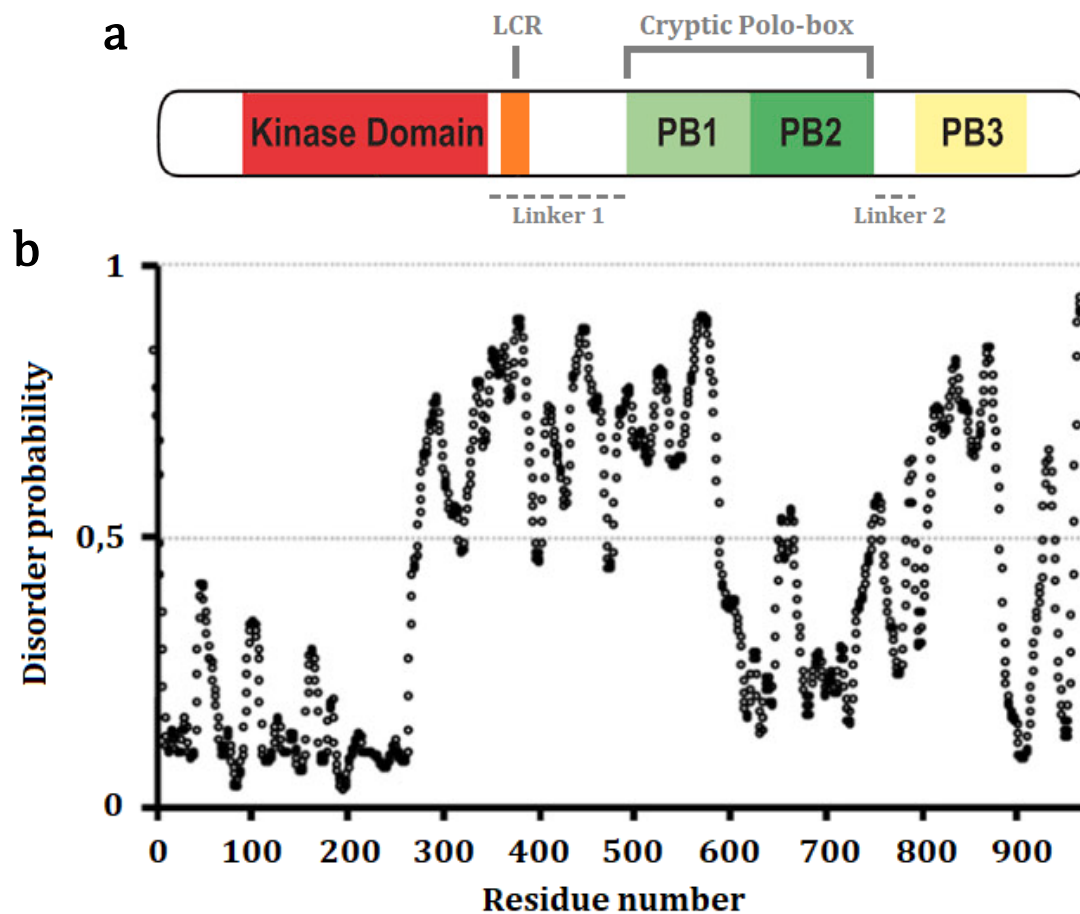 a
LCR
Cryptic Polo-box
Kinase Domain
PB1
PB2
PB3
Linker 1
Linker 2
b
1
0,5
0
Disorder probability
0 100 200 300 400 500 600 700 800 900
Residue number